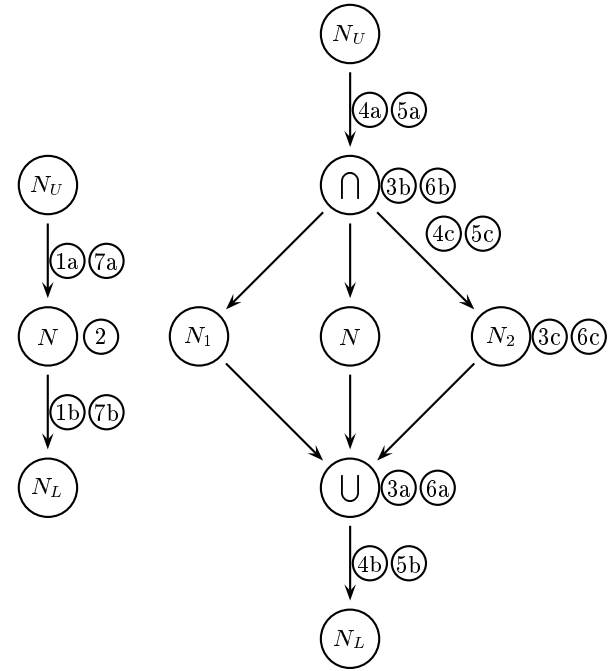 N_U
4a 5a
N_U
⋂ 3b 6b
4c 5c
1a 7a
N 2
N_1 N N_2 3c 6c
1b 7b
N_L
⋃ 3a 6a
4b 5b
N_L